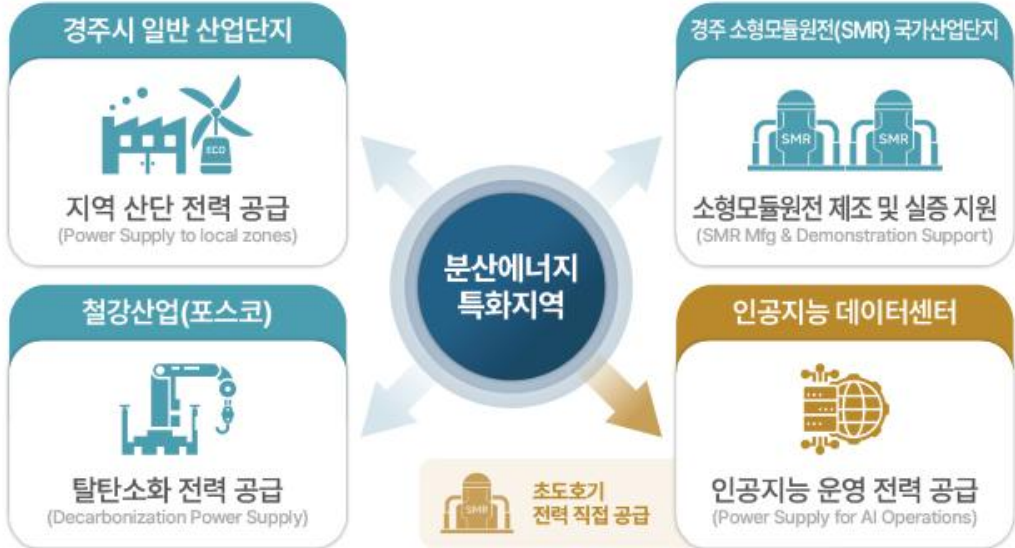 경주시 일반 산업단지
ECO
지역 산단 전력 공급
(Power Supply to local zones)
경주 소형모듈원전(SMR) 국가산업단지
SMR
SMR
소형모듈원전 제조 및 실증 지원
(SMR Mfg & Demonstration Support)
분산에너지
특화지역
철강산업(포스코)
탈탄소화 전력 공급
(Decarbonization Power Supply)
SMR
초도호기
전력 직접 공급
인공지능 데이터센터
인공지능 운영 전력 공급
(Power Supply for AI Operations)